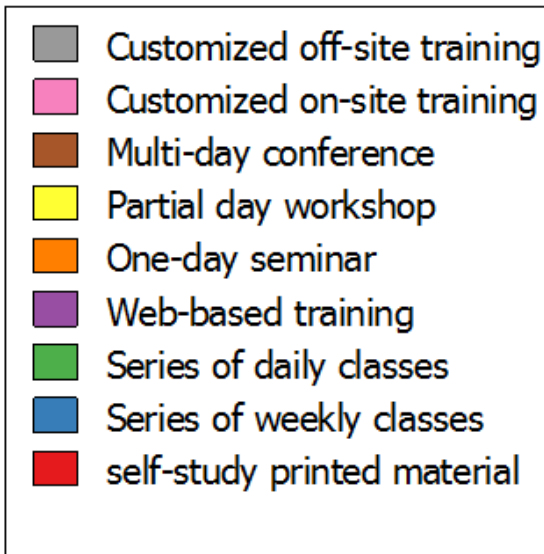 Customized off-site training
Customized on-site training
Multi-day conference
Partial day workshop
One-day seminar
Web-based training
Series of daily classes
Series of weekly classes
self-study printed material